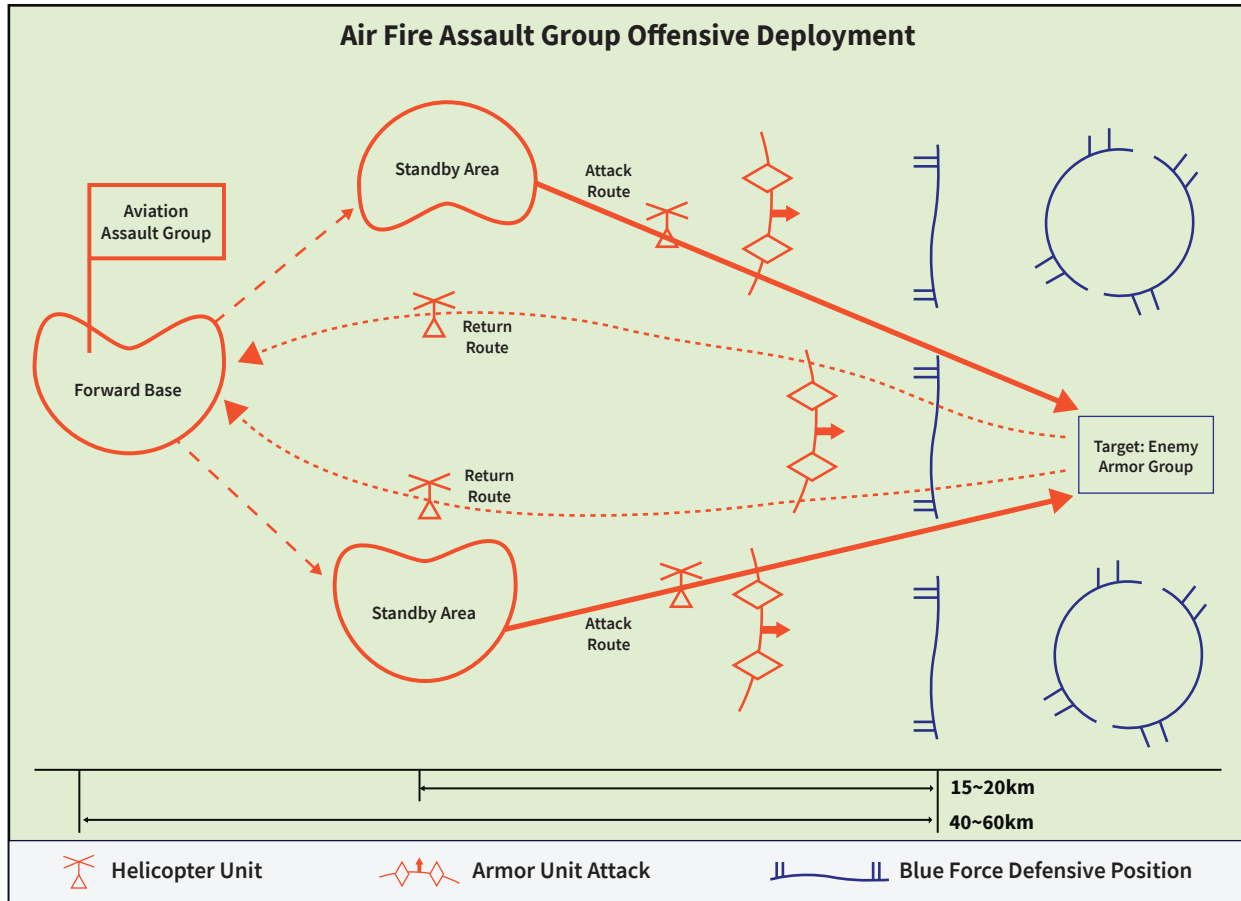 Air Fire Assault Group Offensive Deployment
Standby Area
Attack
Route
Aviation
Assault Group
Return
Route
Forward Base
Target: Enemy
Armor Group
Return
Route
Standby Area
Attack
Route
15~20km
40~60km
Helicopter Unit
Armor Unit Attack
Blue Force Defensive Position